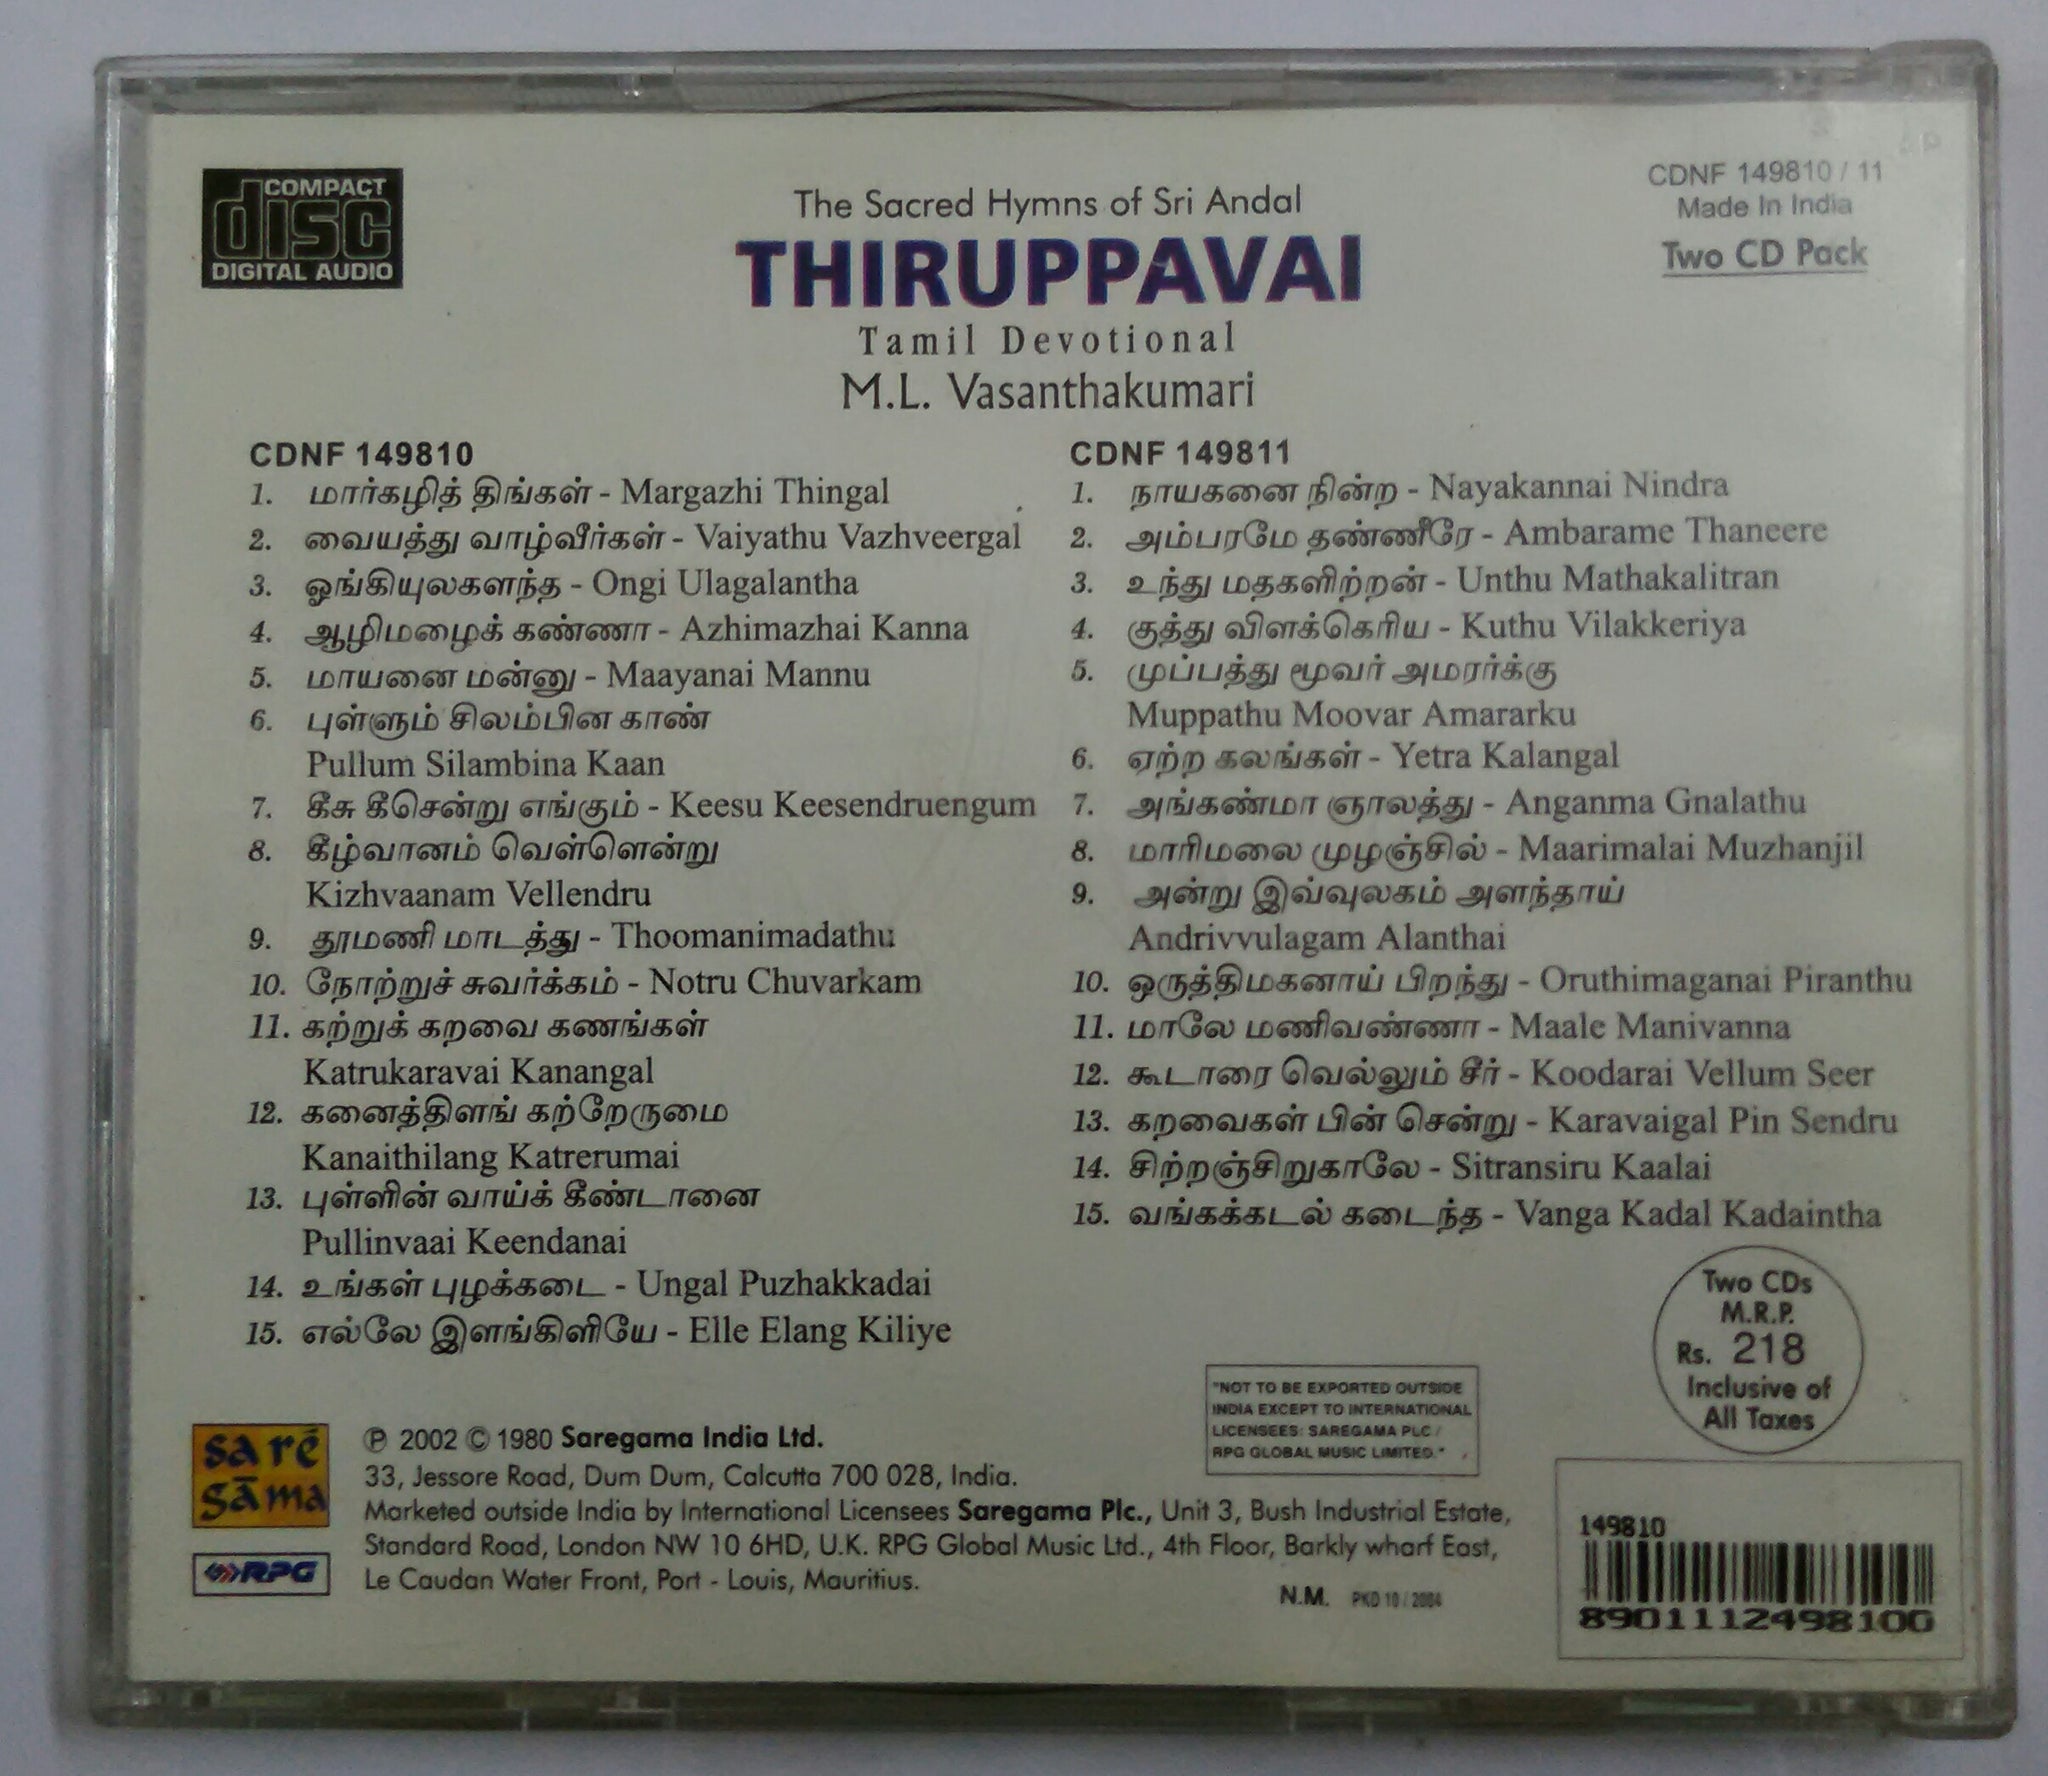 COMPACT
disc
DIGITAL AUDIO
The Sacred Hymns of Sri Andal
THIRUPPAVAI
Tamil Devotional
M.L. Vasanthakumari
CDNF 149810 / 11
Made In India
Two CD Pack
CDNF 149810
1. மார்கழித் திங்கள் - Margazhi Thingal
2. வையத்து வாழ்வீர்கள் - Vaiyathu Vazhveergal
3. ஓங்கியுலகளந்த - Ongi Ulagalantha
4. ஆழிமழைக் கண்ணா - Azhimazhai Kanna
5. மாயனை மன்னு - Maayanai Mannu
6. புள்ளும் சிலம்பின காண்
Pullum Silambina Kaan
7. கீசு கீசென்று எங்கும் - Keesu Keesendruengum
8. கீழ்வானம் வெள்ளென்று
Kizhvaanam Vellendru
9. தூமணி மாடத்து - Thoomanimadathu
10. நோற்றுச் சுவர்க்கம் - Notru Chuvarkam
11. கற்றுக் கறவை கணங்கள்
Katrukaravai Kanangal
12. கனைத்திளங் கற்றேருமை
Kanaithilang Katrerumai
13. புள்ளின் வாய்க் கீண்டானை
Pullinvaai Keendanai
14. உங்கள் புழக்கடை - Ungal Puzhakkadai
15. எல்லே இளங்கிளியே - Elle Elang Kiliye
CDNF 149811
1. நாயகனை நின்ற - Nayakannai Nindra
2. அம்பரமே தண்ணீரே - Ambarame Thaneere
3. உந்து மதகளிற்றன் - Unthu Mathakalitran
4. குத்து விளக்கெரிய - Kuthu Vilakkeriya
5. முப்பத்து மூவர் அமரர்க்கு
Muppathu Moovar Amararku
6. ஏற்ற கலங்கள் - Yetra Kalangal
7. அங்கண்மா ஞாலத்து - Anganma Gnalathu
8. மாரிமலை முழஞ்சில் - Maarimalai Muzhanjil
9. அன்று இவ்வுலகம் அளந்தாய்
Andrivvulagam Alanthai
10. ஒருத்திமகனாய் பிறந்து - Oruthimaganai Piranthu
11. மாலே மணிவண்ணா - Maale Manivanna
12. கூடாரை வெல்லும் சீர் - Koodarai Vellum Seer
13. கறவைகள் பின் சென்று - Karavaigal Pin Sendru
14. சிற்றஞ்சிறுகாலே - Sitransiru Kaalai
15. வங்கக்கடல் கடைந்த - Vanga Kadal Kadaintha
Two CDs
M.R.P.
Rs. 218
Inclusive of
All Taxes
"NOT TO BE EXPORTED OUTSIDE
INDIA EXCEPT TO INTERNATIONAL
LICENSEES: SAREGAMA PLC /
RPG GLOBAL MUSIC LIMITED."
sa rē
gā ma
RPG
℗ 2002 © 1980 Saregama India Ltd.
33, Jessore Road, Dum Dum, Calcutta 700 028, India.
Marketed outside India by International Licensees Saregama Plc., Unit 3, Bush Industrial Estate,
Standard Road, London NW 10 6HD, U.K. RPG Global Music Ltd., 4th Floor, Barkly wharf East,
Le Caudan Water Front, Port - Louis, Mauritius.
N.M. PKD 10 / 2004
149810
8901112498100